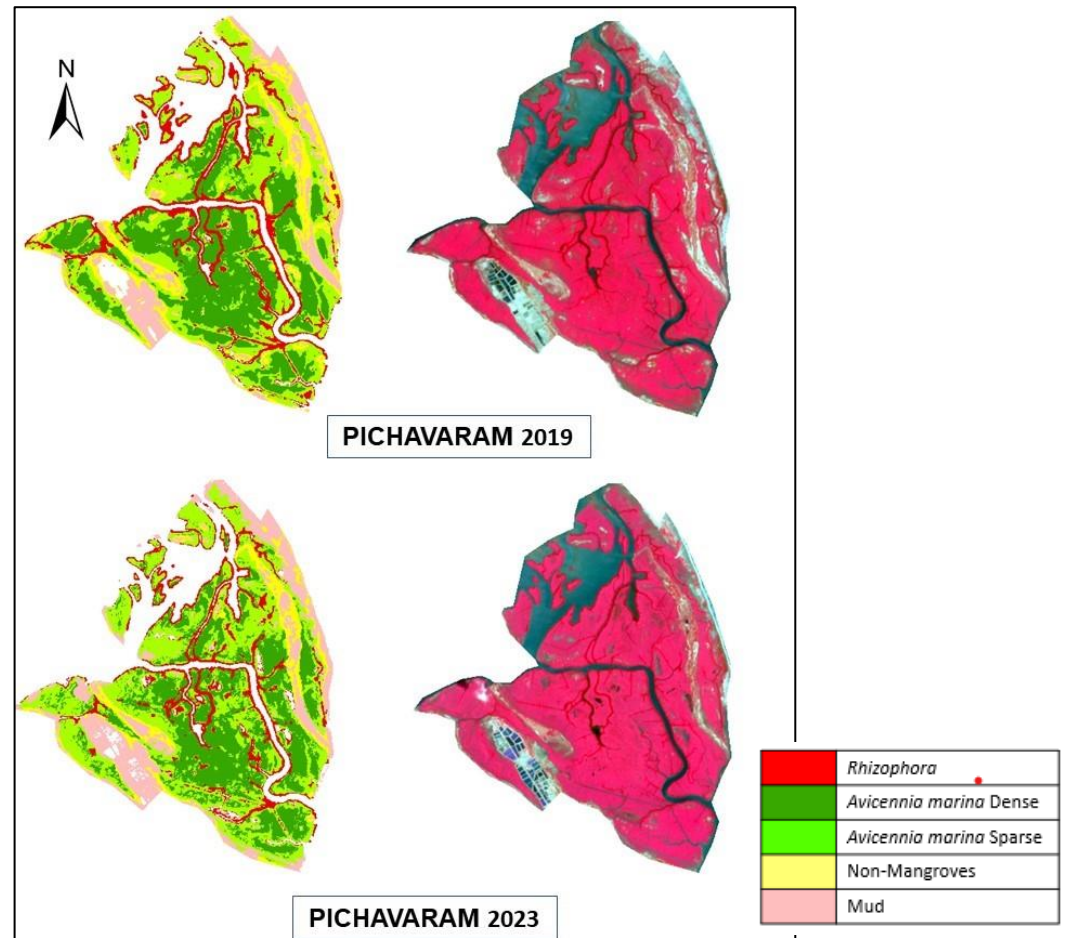 N
PICHAVARAM 2019
PICHAVARAM 2023
Rhizophora
Avicennia marina Dense
Avicennia marina Sparse
Non-Mangroves
Mud